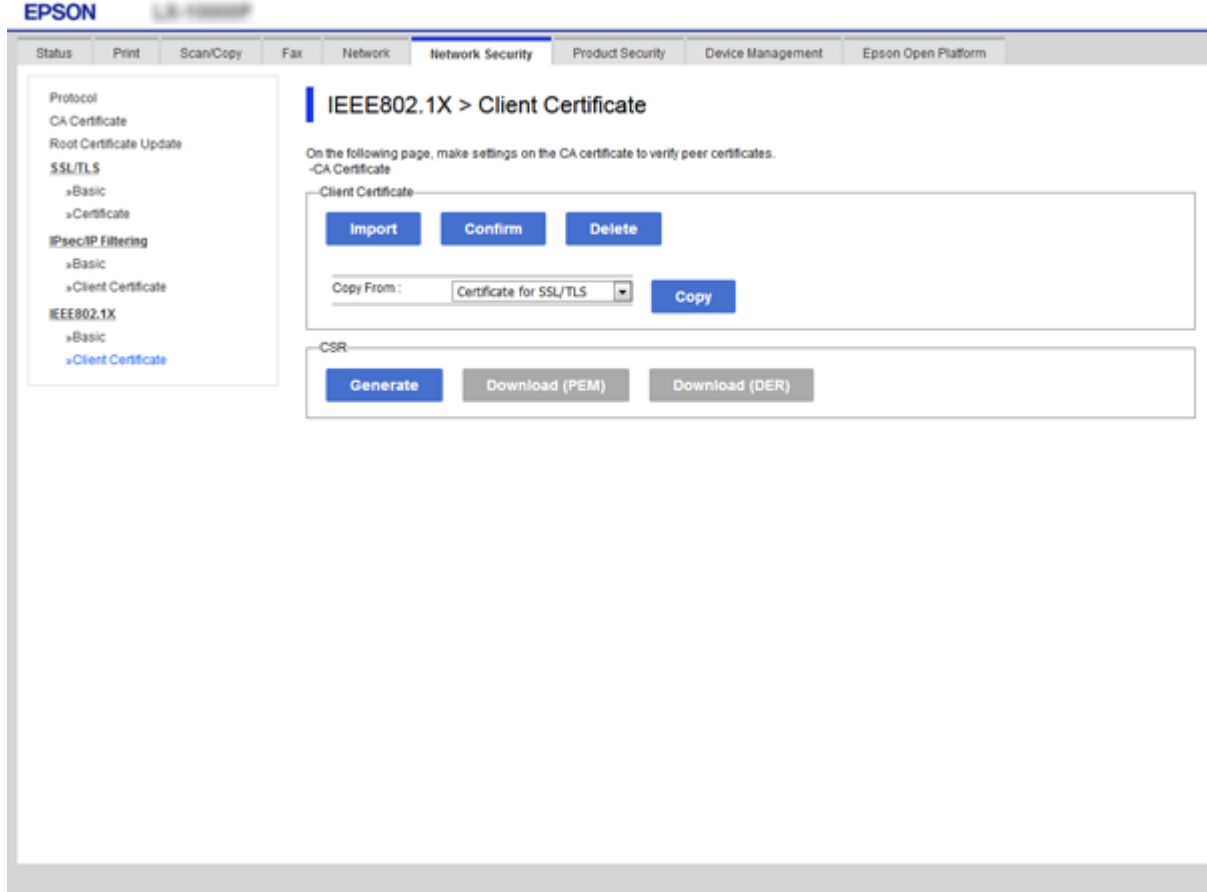 EPSON
Status Print Scan/Copy Fax Network Network Security Product Security Device Management Epson Open Platform
Protocol
CA Certificate
Root Certificate Update
SSL/TLS
»Basic
»Certificate
IPsec/IP Filtering
»Basic
»Client Certificate
IEEE802.1X
»Basic
»Client Certificate
IEEE802.1X > Client Certificate
On the following page, make settings on the CA certificate to verify peer certificates.
-CA Certificate
Client Certificate
Import Confirm Delete
Copy From : Certificate for SSL/TLS Copy
CSR
Generate Download (PEM) Download (DER)